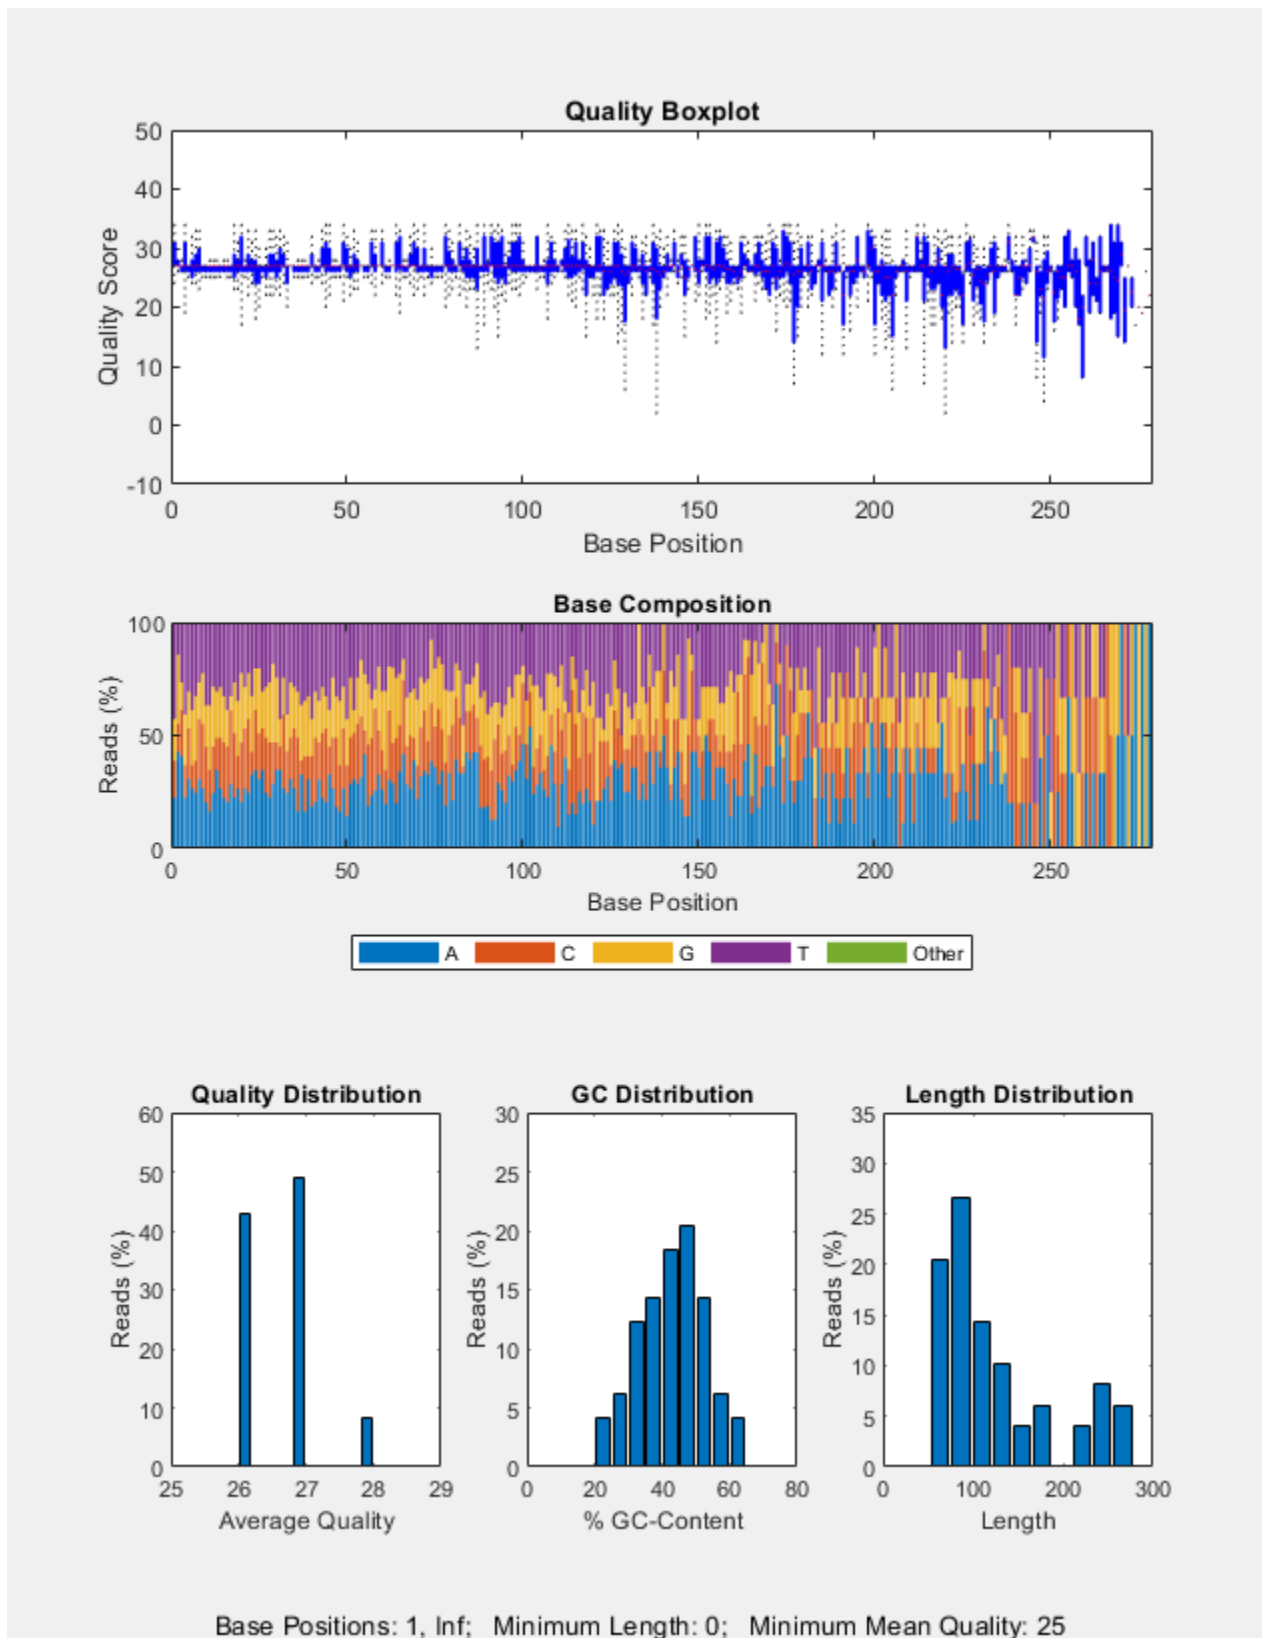 Quality Boxplot
50
40
30
20
10
0
-10
Quality Score
0 50 100 150 200 250
Base Position
Base Composition
100
50
0
Reads (%)
0 50 100 150 200 250
Base Position
A C G T Other
Quality Distribution
60
50
40
30
20
10
0
Reads (%)
25 26 27 28 29
Average Quality
GC Distribution
30
25
20
15
10
5
0
Reads (%)
0 20 40 60 80
% GC-Content
Length Distribution
35
30
25
20
15
10
5
0
Reads (%)
0 100 200 300
Length
Base Positions: 1, Inf; Minimum Length: 0; Minimum Mean Quality: 25